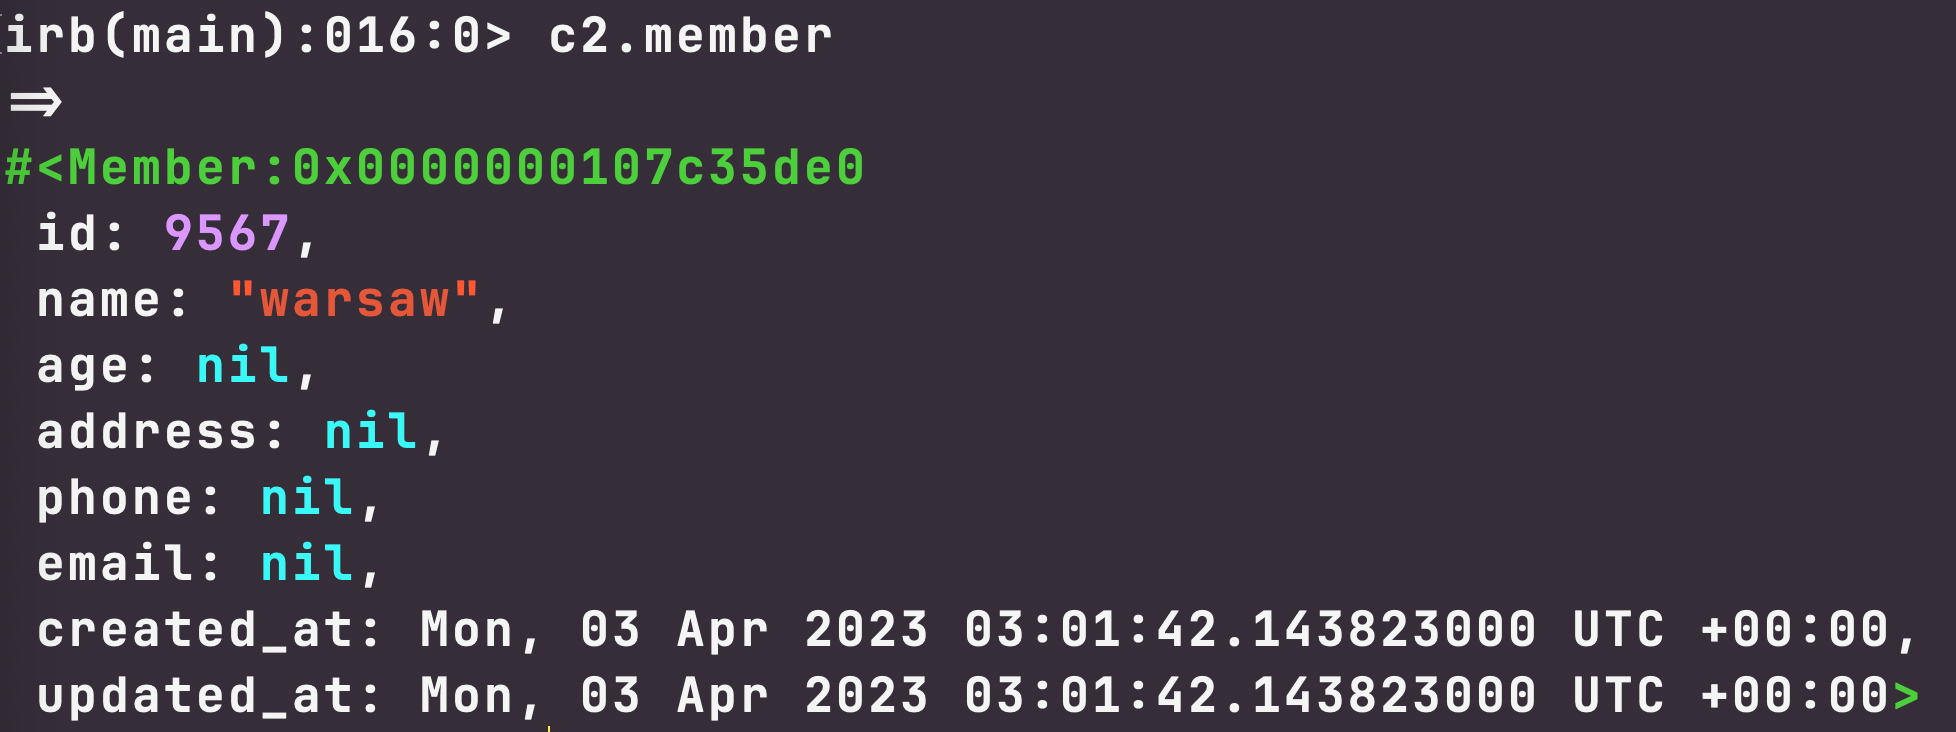 irb(main):016:0> c2.member
=>
#<Member:0x0000000107c35de0
 id: 9567,
 name: "warsaw",
 age: nil,
 address: nil,
 phone: nil,
 email: nil,
 created_at: Mon, 03 Apr 2023 03:01:42.143823000 UTC +00:00,
 updated_at: Mon, 03 Apr 2023 03:01:42.143823000 UTC +00:00>